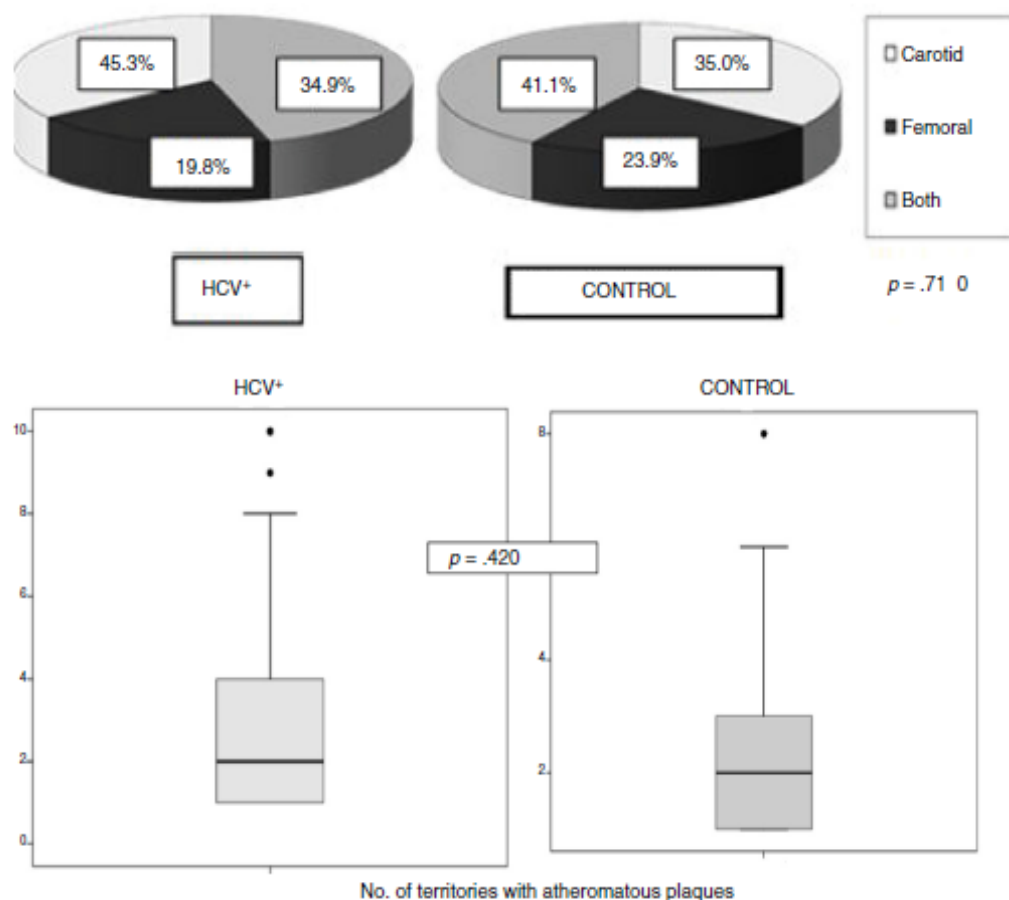 45.3%
34.9%
19.8%
41.1%
35.0%
23.9%
Carotid
Femoral
Both
HCV+
CONTROL
p = .71 0
HCV+
10
8
6
4
2
0
p = .420
CONTROL
8
4
2
No. of territories with atheromatous plaques